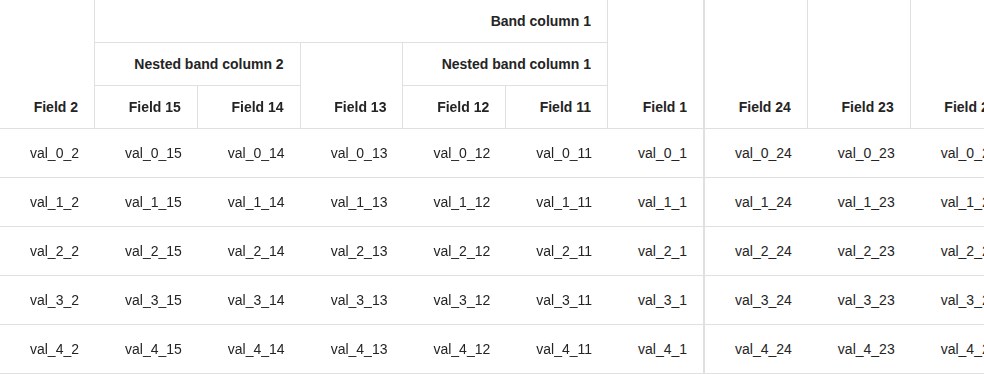 Band column 1
Nested band column 2 Nested band column 1
Field 2 Field 15 Field 14 Field 13 Field 12 Field 11 Field 1 Field 24 Field 23 Field
val_0_2 val_0_15 val_0_14 val_0_13 val_0_12 val_0_11 val_0_1 val_0_24 val_0_23
val_1_2 val_1_15 val_1_14 val_1_13 val_1_12 val_1_11 val_1_1 val_1_24 val_1_23
val_2_2 val_2_15 val_2_14 val_2_13 val_2_12 val_2_11 val_2_1 val_2_24 val_2_23
val_3_2 val_3_15 val_3_14 val_3_13 val_3_12 val_3_11 val_3_1 val_3_24 val_3_23
val_4_2 val_4_15 val_4_14 val_4_13 val_4_12 val_4_11 val_4_1 val_4_24 val_4_23